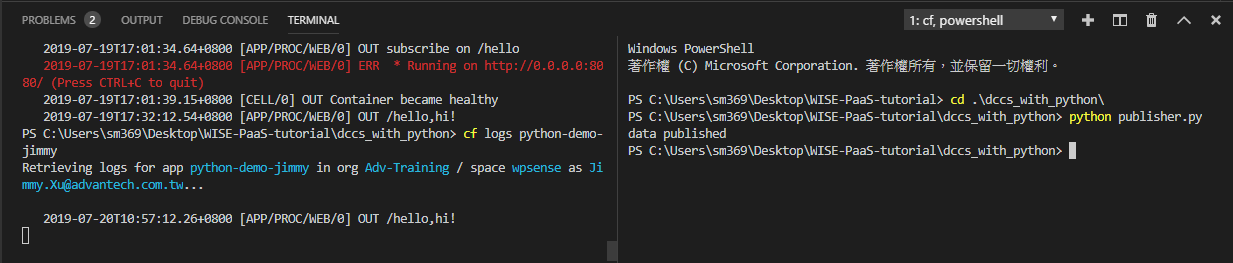 PROBLEMS 2 OUTPUT DEBUG CONSOLE TERMINAL 1: cf, powershell
2019-07-19T17:01:34.64+0800 [APP/PROC/WEB/0] OUT subscribe on /hello
2019-07-19T17:01:34.64+0800 [APP/PROC/WEB/0] ERR  * Running on http://0.0.0.0:80
80/ (Press CTRL+C to quit)
2019-07-19T17:01:39.15+0800 [CELL/0] OUT Container became healthy
2019-07-19T17:32:12.54+0800 [APP/PROC/WEB/0] OUT /hello,hi!
PS C:\Users\sm369\Desktop\WISE-PaaS-tutorial\dccs_with_python> cf logs python-demo-
jimmy
Retrieving logs for app python-demo-jimmy in org Adv-Training / space wpsense as Ji
mmy.Xu@advantech.com.tw...
2019-07-20T10:57:12.26+0800 [APP/PROC/WEB/0] OUT /hello,hi!
Windows PowerShell
著作權 (C) Microsoft Corporation. 著作權所有，並保留一切權利。
PS C:\Users\sm369\Desktop\WISE-PaaS-tutorial> cd .\dccs_with_python\
PS C:\Users\sm369\Desktop\WISE-PaaS-tutorial\dccs_with_python> python publisher.py
data published
PS C:\Users\sm369\Desktop\WISE-PaaS-tutorial\dccs_with_python>